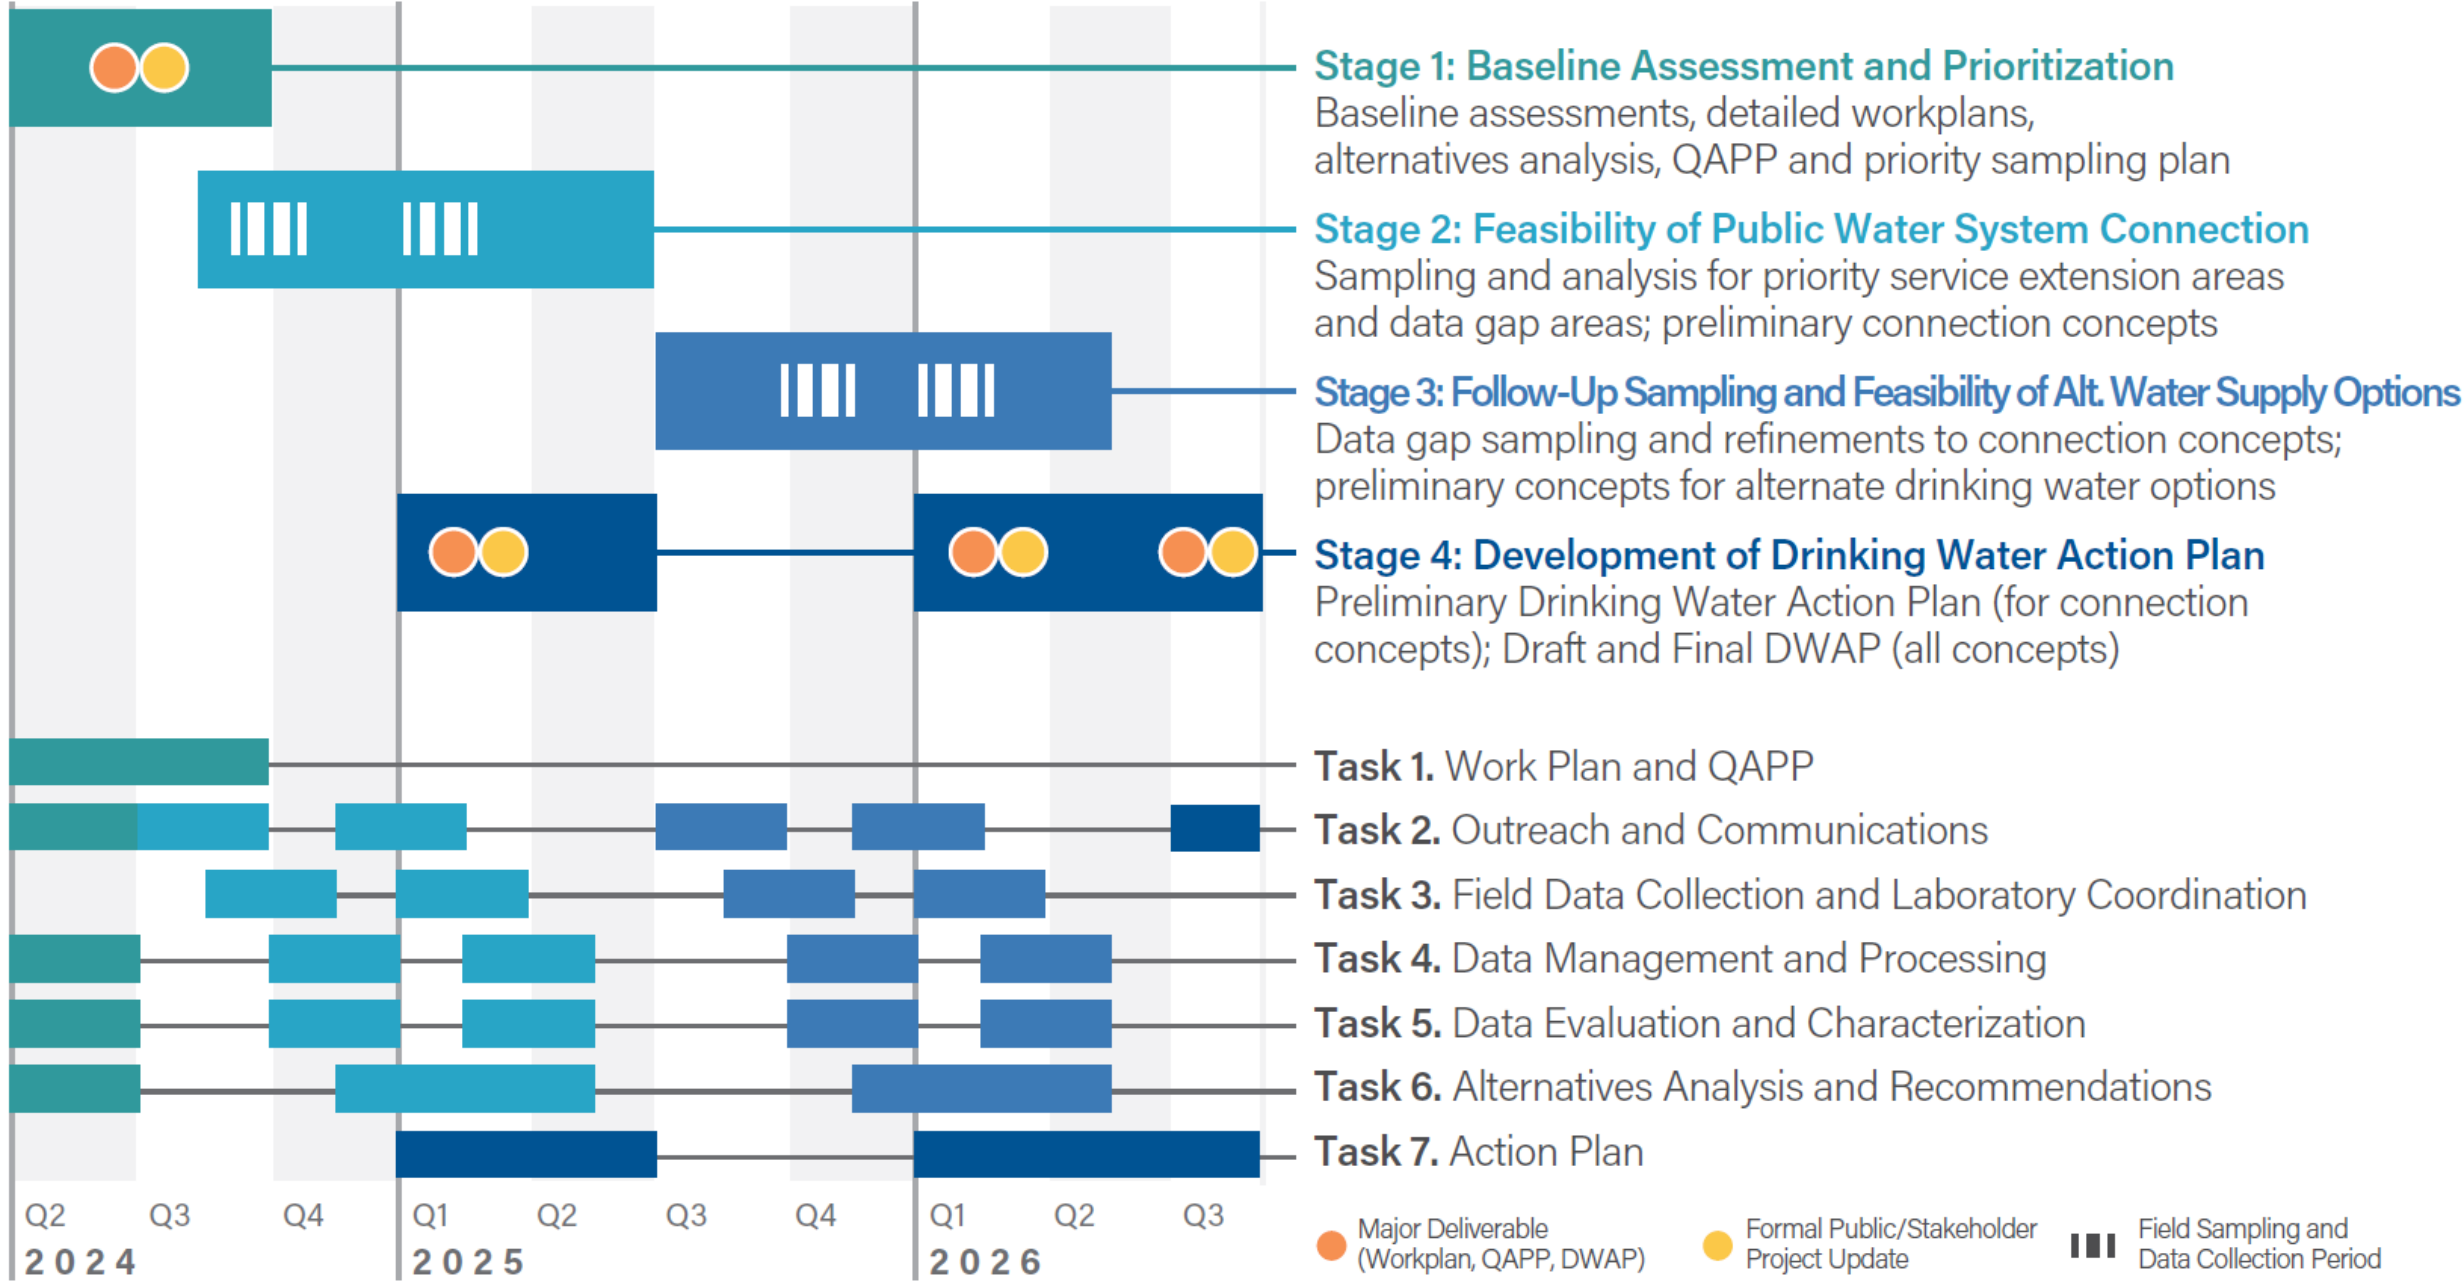 Stage 1: Baseline Assessment and Prioritization
Baseline assessments, detailed workplans,
alternatives analysis, QAPP and priority sampling plan
Stage 2: Feasibility of Public Water System Connection
Sampling and analysis for priority service extension areas
and data gap areas; preliminary connection concepts
Stage 3: Follow-Up Sampling and Feasibility of Alt. Water Supply Options
Data gap sampling and refinements to connection concepts;
preliminary concepts for alternate drinking water options
Stage 4: Development of Drinking Water Action Plan
Preliminary Drinking Water Action Plan (for connection
concepts); Draft and Final DWAP (all concepts)
Task 1. Work Plan and QAPP
Task 2. Outreach and Communications
Task 3. Field Data Collection and Laboratory Coordination
Task 4. Data Management and Processing
Task 5. Data Evaluation and Characterization
Task 6. Alternatives Analysis and Recommendations
Task 7. Action Plan
Q2 Q3 Q4 Q1 Q2 Q3 Q4 Q1 Q2 Q3
2024 2025 2026
Major Deliverable
(Workplan, QAPP, DWAP)
Formal Public/Stakeholder
Project Update
Field Sampling and
Data Collection Period